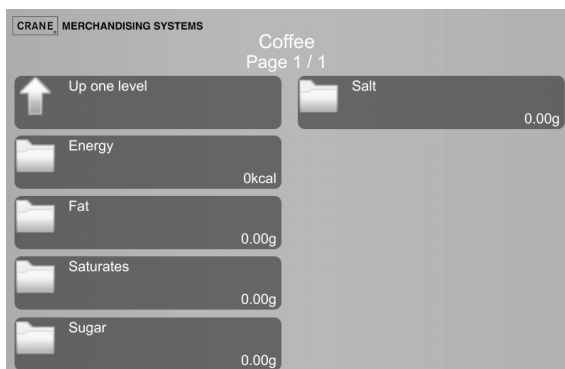 CRANE® MERCHANDISING SYSTEMS
Coffee
Page 1 / 1
Up one level
Energy
0kcal
Fat
0.00g
Saturates
0.00g
Sugar
0.00g
Salt
0.00g